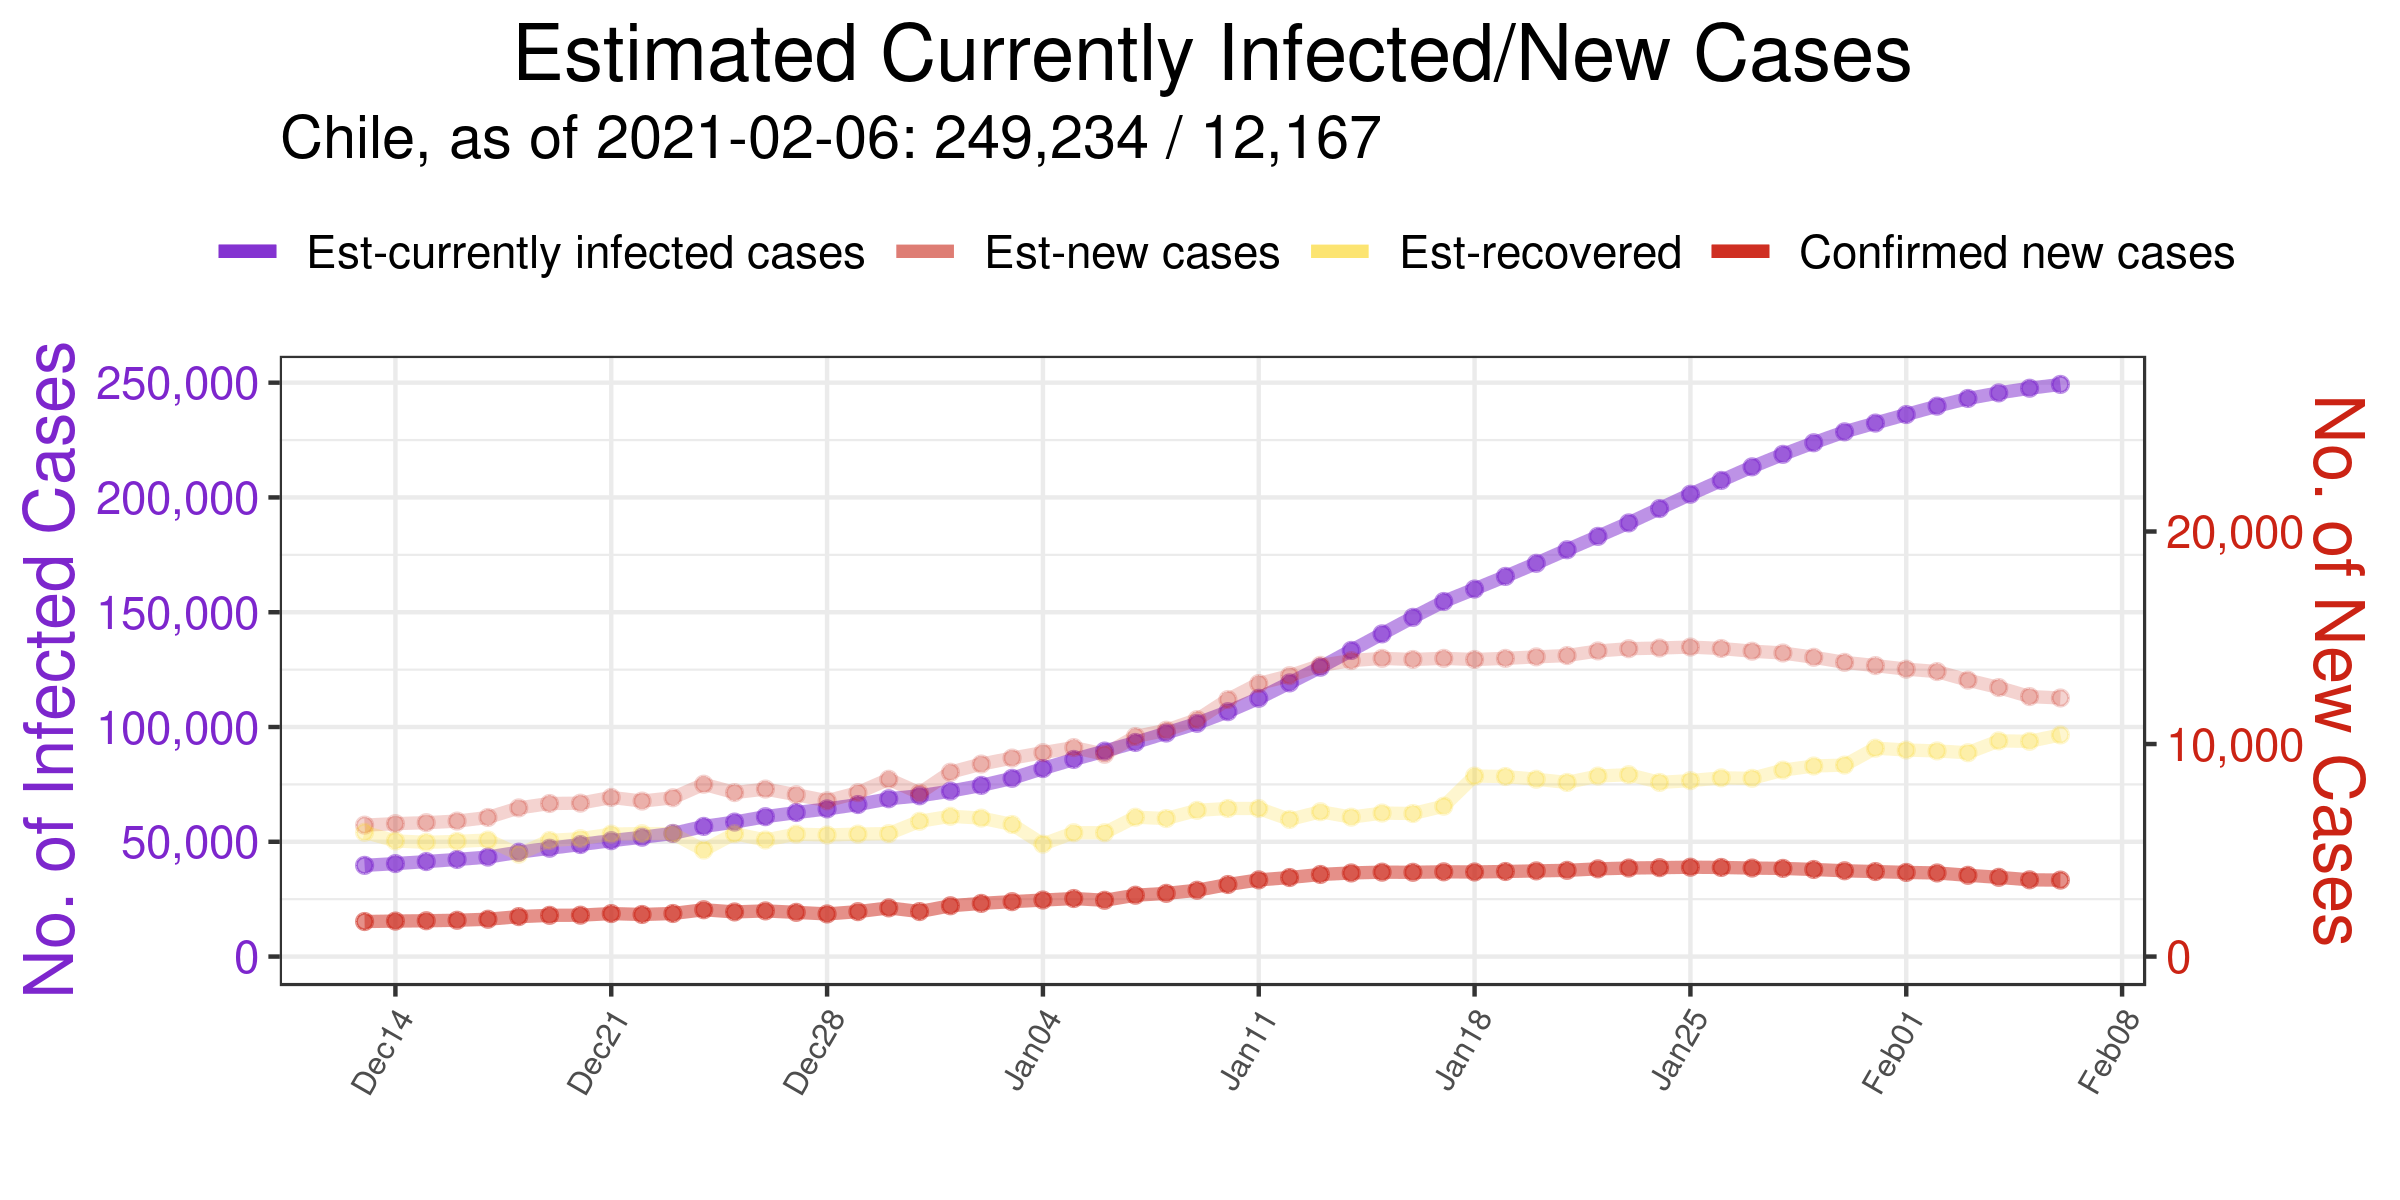 Estimated Currently Infected/New Cases
Chile, as of 2021-02-06: 249,234 / 12,167
Est-currently infected cases
Est-new cases
Est-recovered
Confirmed new cases
No. of Infected Cases
250,000
200,000
150,000
100,000
50,000
0
No. of New Cases
20,000
10,000
0
Dec14
Dec21
Dec28
Jan04
Jan11
Jan18
Jan25
Feb01
Feb08